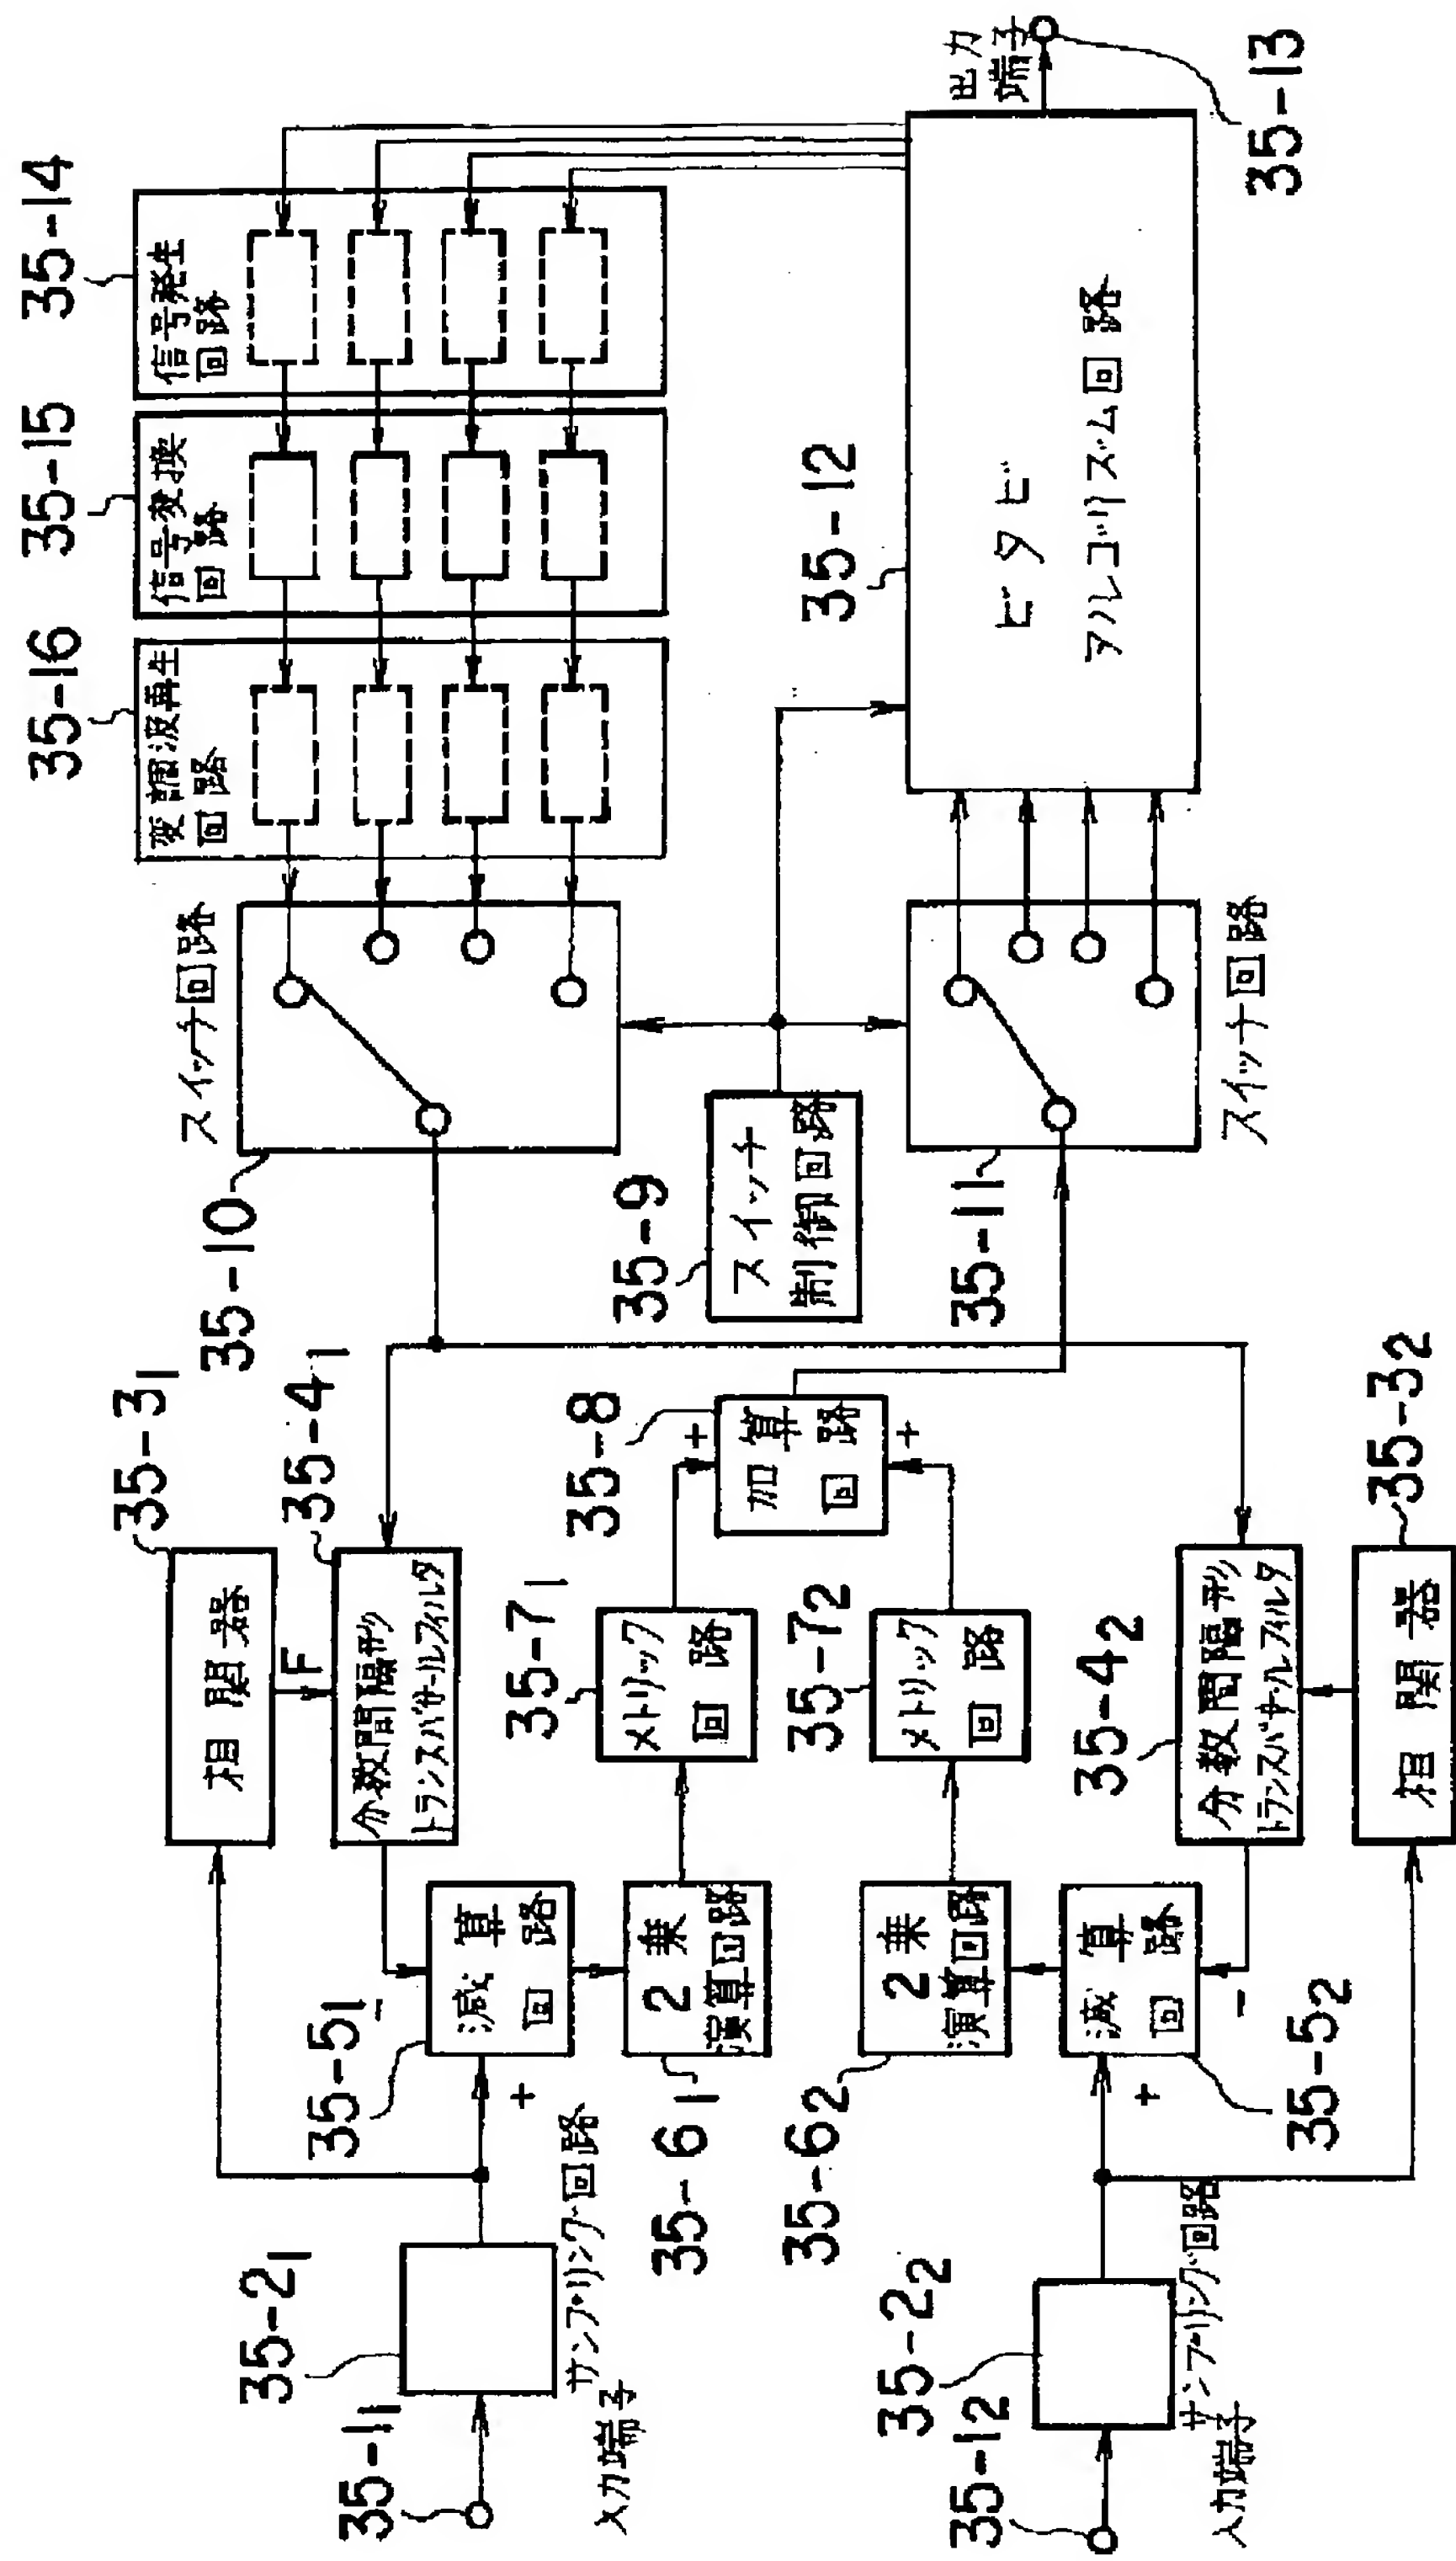 35-14
信号発生
回路
35-15
信号変換
回路
35-16
変調波再生
回路
出力
端子
35-13
35-12
ビタビ
アルゴリズム回路
スイッチ回路
35-10
35-9
スイッチ
制御回路
35-11
スイッチ回路
35-3₁
相関器
F
35-4₁
分数間隔形
トランスバサールフィルタ
35-8
加算
回路
+
+
35-7₁
メトリック
回路
35-7₂
メトリック
回路
35-4₂
分数間隔形
トランスバサールフィルタ
35-3₂
相関器
35-5₁
減算
回路
-
+
35-6₁
2乗
演算回路
35-6₂
2乗
演算回路
35-5₂
減算
回路
-
+
35-2₁
サンプリング回路
35-1₁
入力端子
35-2₂
サンプリング回路
35-1₂
入力端子